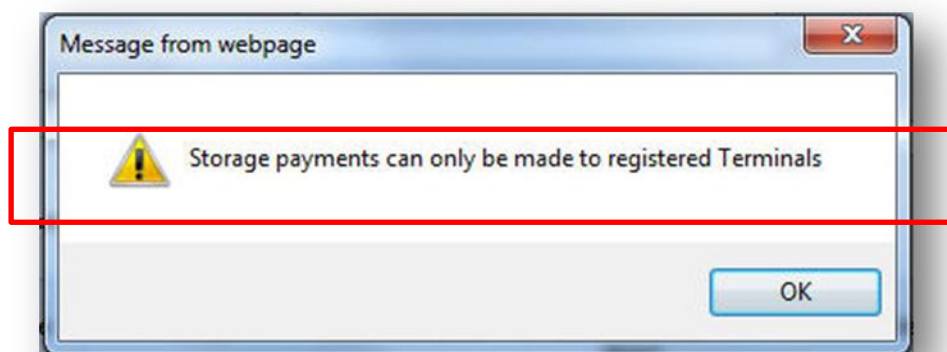 Message from webpage
Storage payments can only be made to registered Terminals
OK